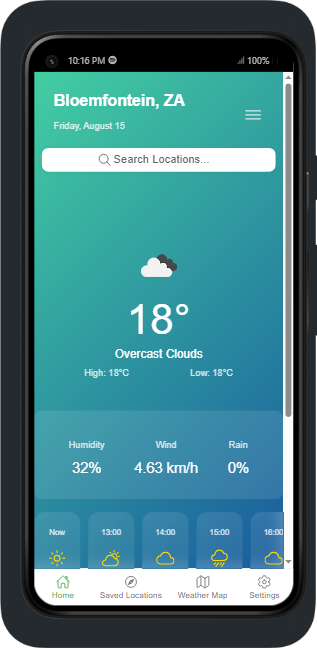 10:16 PM 100%
Bloemfontein, ZA
Friday, August 15
Search Locations...
18°
Overcast Clouds
High: 18°C Low: 18°C
Humidity Wind Rain
32% 4.63 km/h 0%
Now 13:00 14:00 15:00 16:00
Home Saved Locations Weather Map Settings